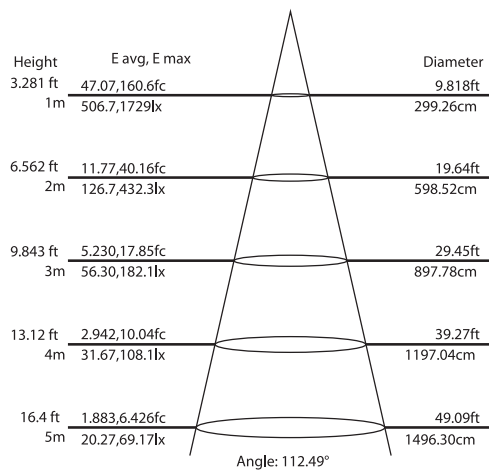 Height E avg, E max Diameter
3.281 ft 47.07,160.6fc 9.818ft
1m 506.7,1729lx 299.26cm
6.562 ft 11.77,40.16fc 19.64ft
2m 126.7,432.3lx 598.52cm
9.843 ft 5.230,17.85fc 29.45ft
3m 56.30,182.1lx 897.78cm
13.12 ft 2.942,10.04fc 39.27ft
4m 31.67,108.1lx 1197.04cm
16.4 ft 1.883,6.426fc 49.09ft
5m 20.27,69.17lx 1496.30cm
Angle: 112.49°